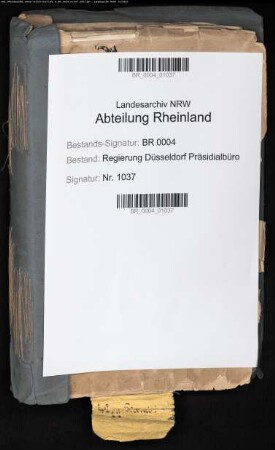 BR_0004_01037
Landesarchiv NRW
Abteilung Rheinland
Bestands-Signatur: BR 0004
Bestand: Regierung Düsseldorf Präsidialbüro
Signatur: Nr. 1037
BR_0004_01037